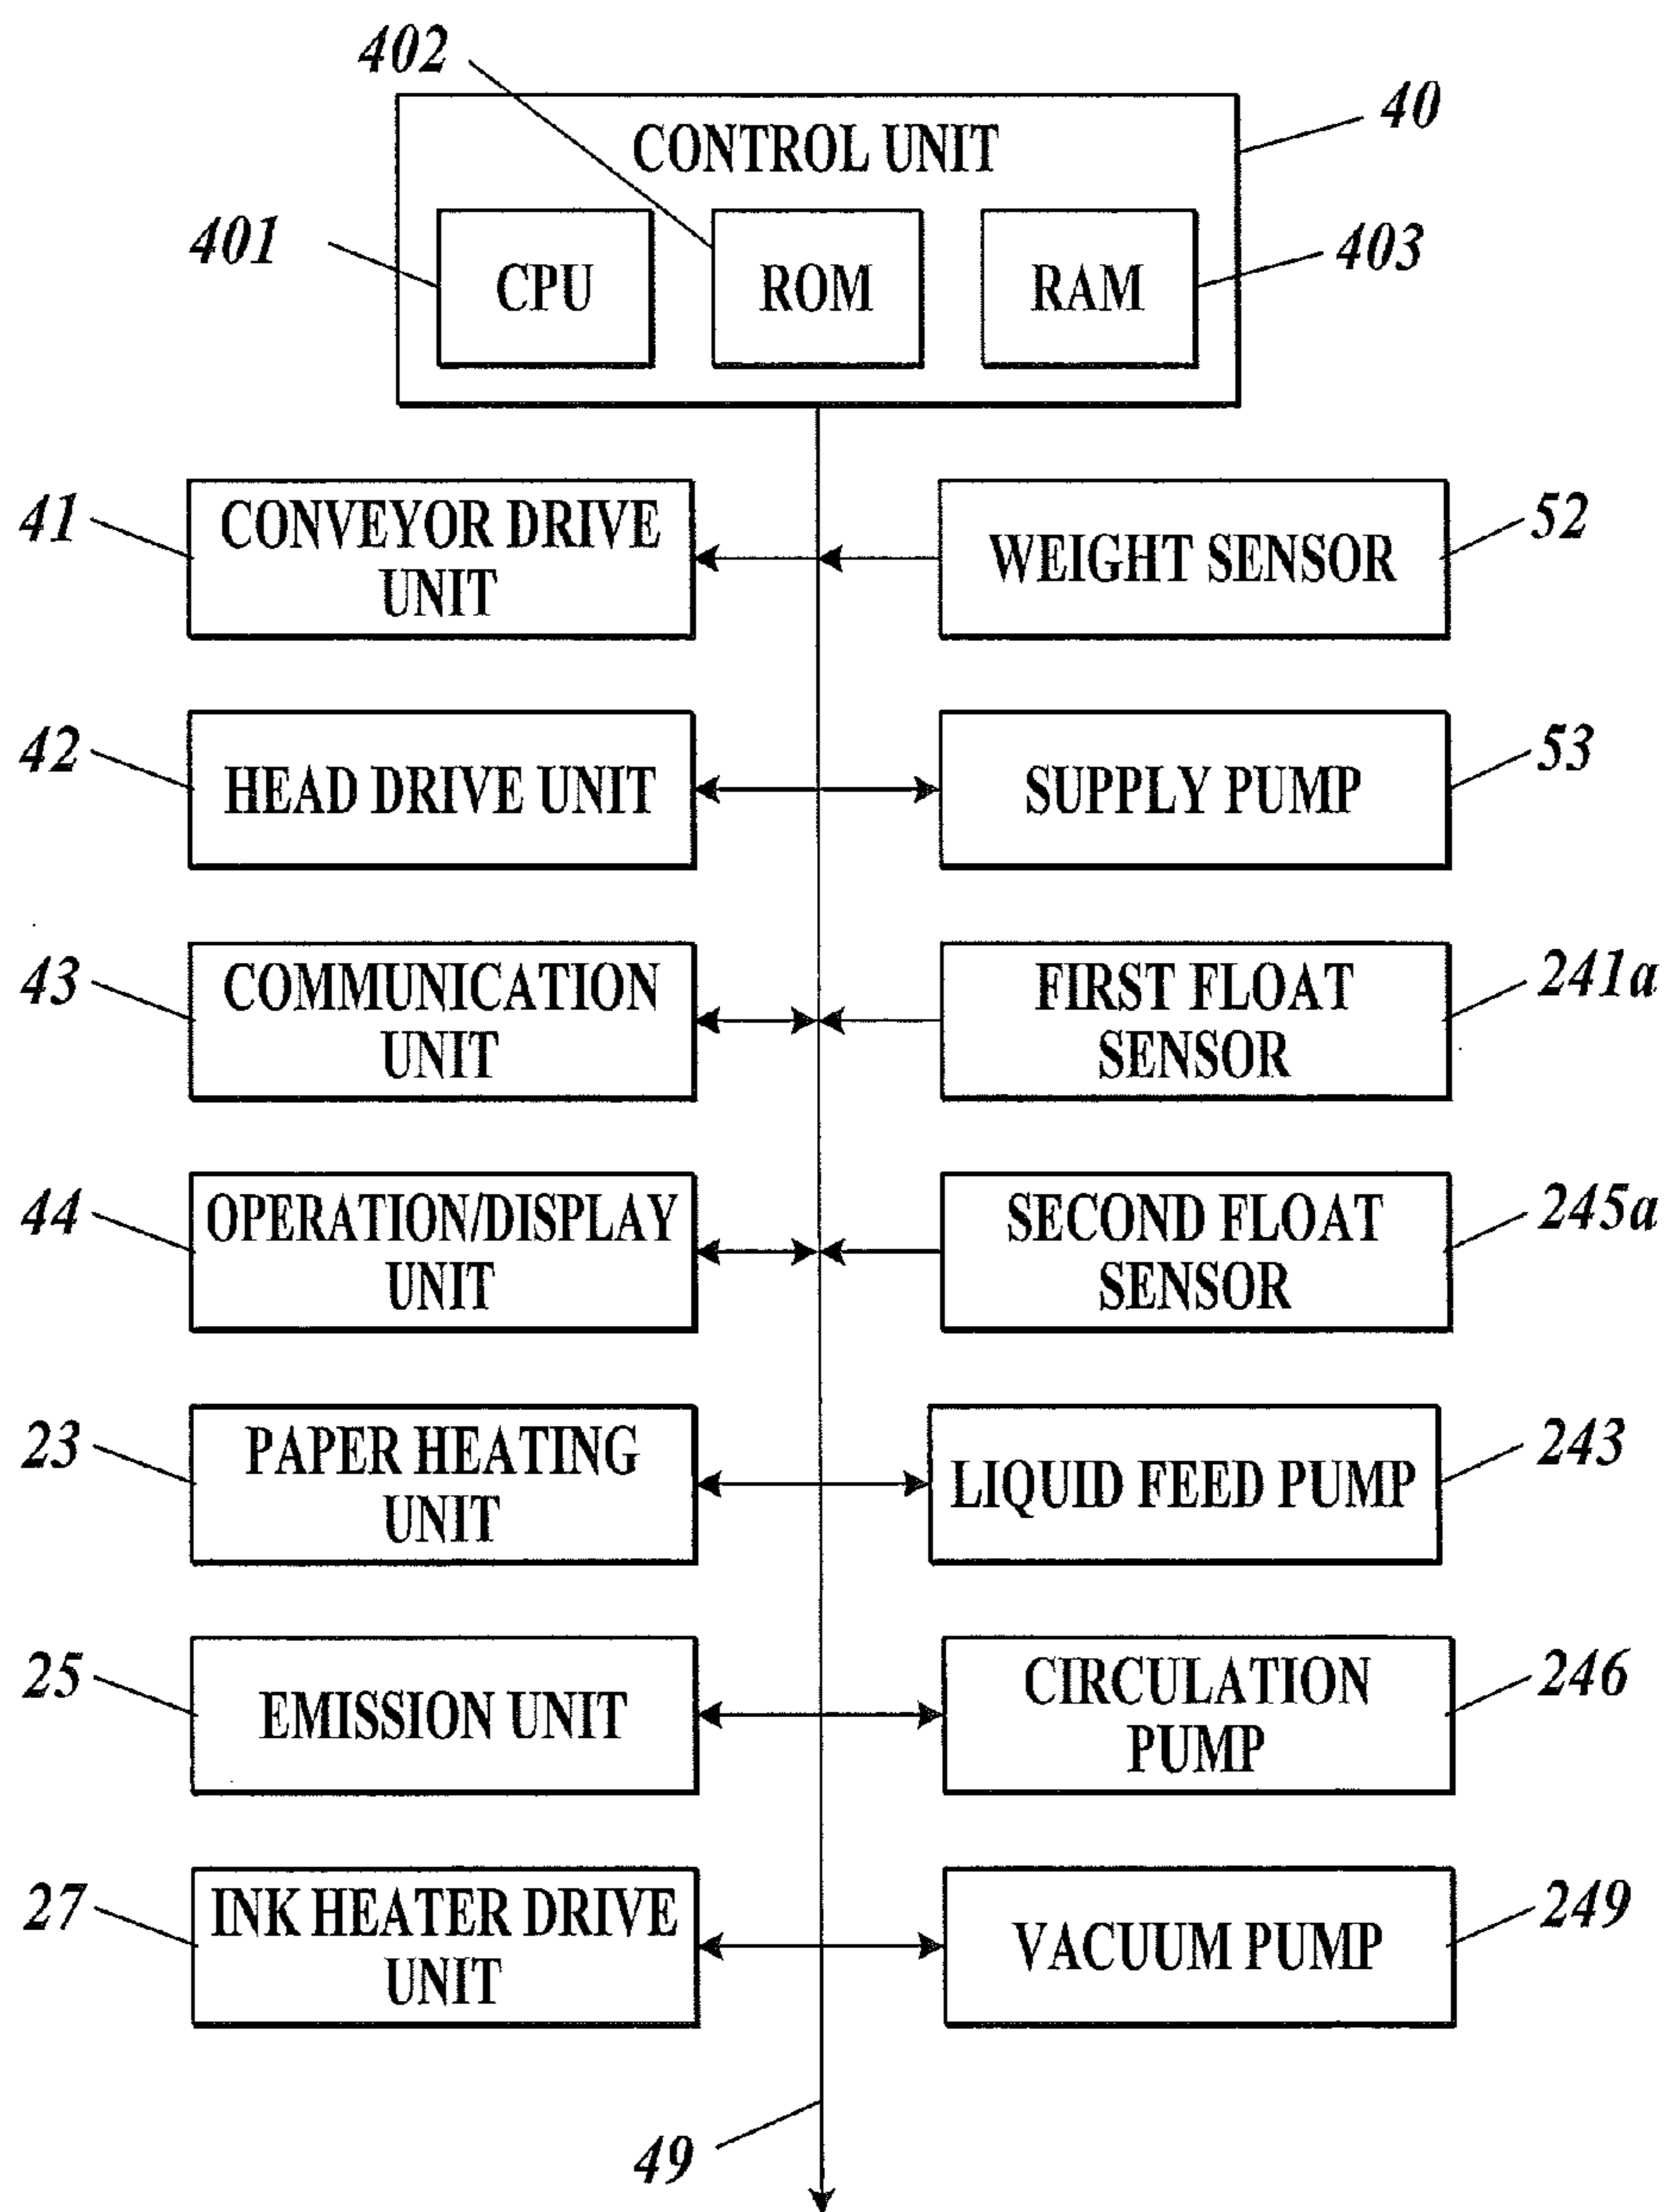 402
40
CONTROL UNIT
401
CPU
ROM
RAM
403
41
CONVEYOR DRIVE
UNIT
WEIGHT SENSOR
52
42
HEAD DRIVE UNIT
SUPPLY PUMP
53
43
COMMUNICATION
UNIT
FIRST FLOAT
SENSOR
241a
44
OPERATION/DISPLAY
UNIT
SECOND FLOAT
SENSOR
245a
23
PAPER HEATING
UNIT
LIQUID FEED PUMP
243
25
EMISSION UNIT
CIRCULATION
PUMP
246
27
INK HEATER DRIVE
UNIT
VACUUM PUMP
249
49